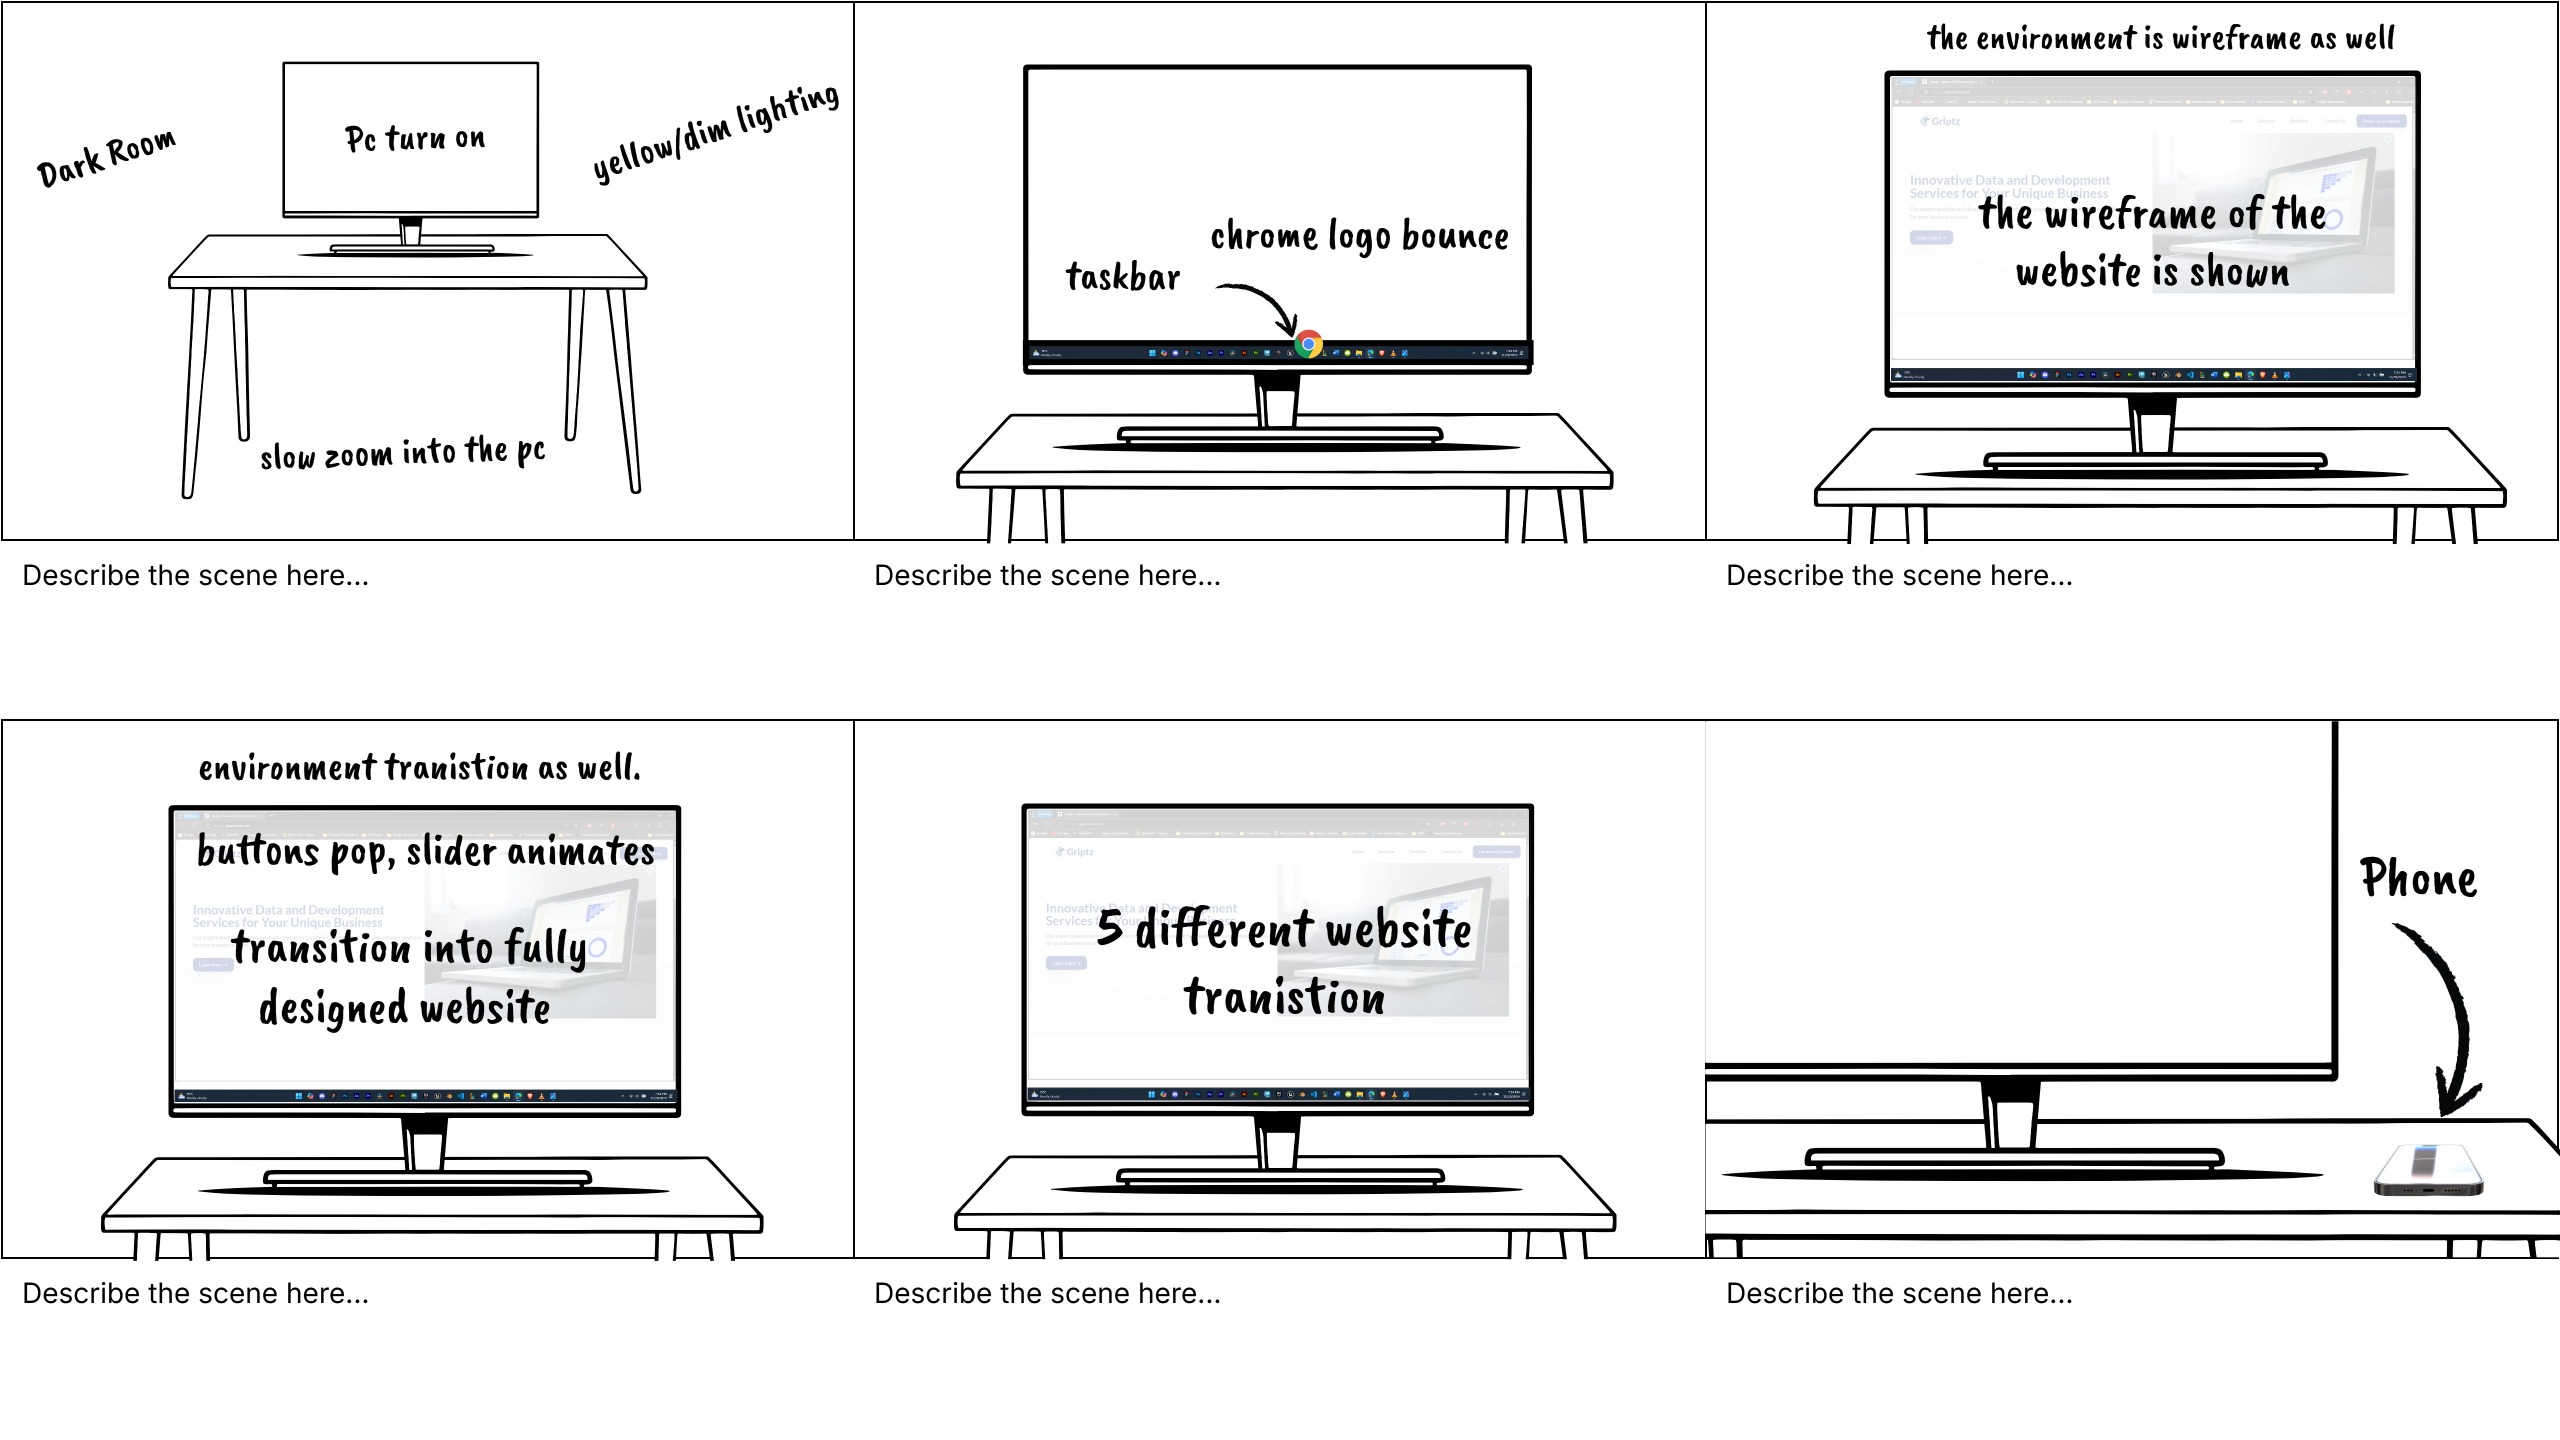 Dark Room
Pc turn on
yellow/dim lighting
slow zoom into the pc
Describe the scene here...
chrome logo bounce
taskbar
Describe the scene here...
the environment is wireframe as well
Griptz
Innovative Data and Development
Services for Your Unique Business
the wireframe of the
website is shown
Describe the scene here...
environment tranistion as well.
buttons pop, slider animates
Innovative Data and Development
Services for Your Unique Business
transition into fully
designed website
Describe the scene here...
Griptz
Innovative Data and Development
Services for Your Unique Business
5 different website
tranistion
Describe the scene here...
Phone
Describe the scene here...